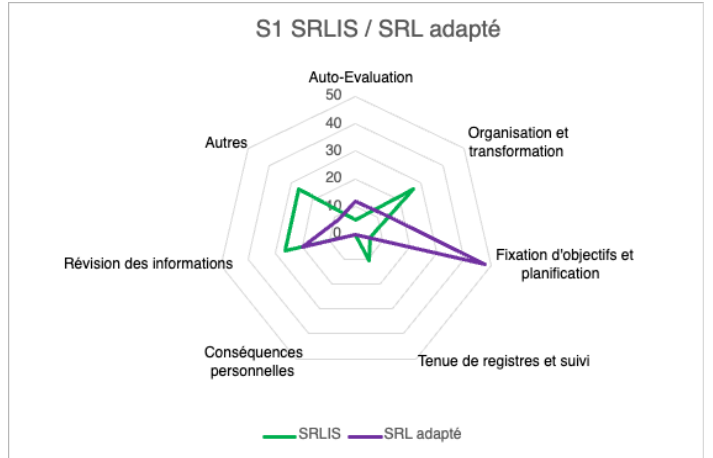 S1 SRLIS / SRL adapté
Auto-Evaluation
50
40
30
20
10
0
Organisation et
transformation
Autres
Fixation d'objectifs et
planification
Révision des informations
Conséquences
personnelles
Tenue de registres et suivi
SRLIS
SRL adapté